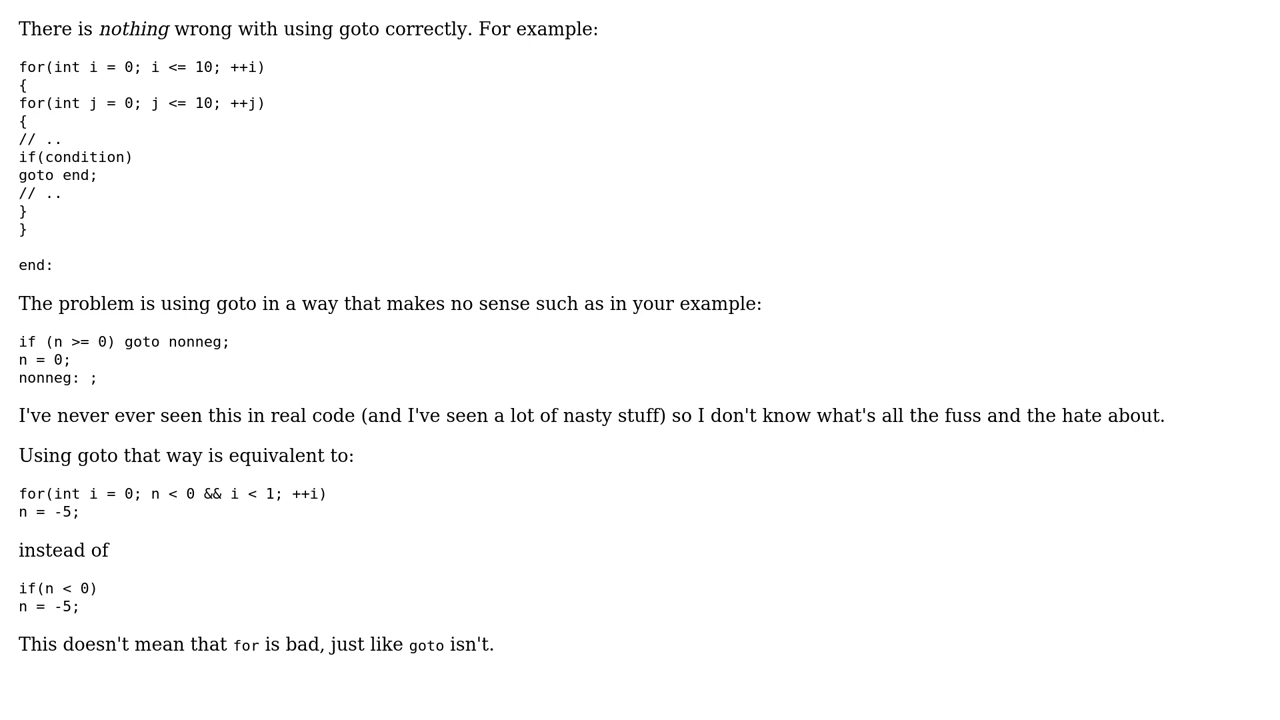 There is nothing wrong with using goto correctly. For example:
for(int i = 0; i <= 10; ++i)
{
for(int j = 0; j <= 10; ++j)
{
// ..
if(condition)
goto end;
// ..
}
}
end:
The problem is using goto in a way that makes no sense such as in your example:
if (n >= 0) goto nonneg;
n = 0;
nonneg: ;
I've never ever seen this in real code (and I've seen a lot of nasty stuff) so I don't know what's all the fuss and the hate about.
Using goto that way is equivalent to:
for(int i = 0; n < 0 && i < 1; ++i)
n = -5;
instead of
if(n < 0)
n = -5;
This doesn't mean that for is bad, just like goto isn't.